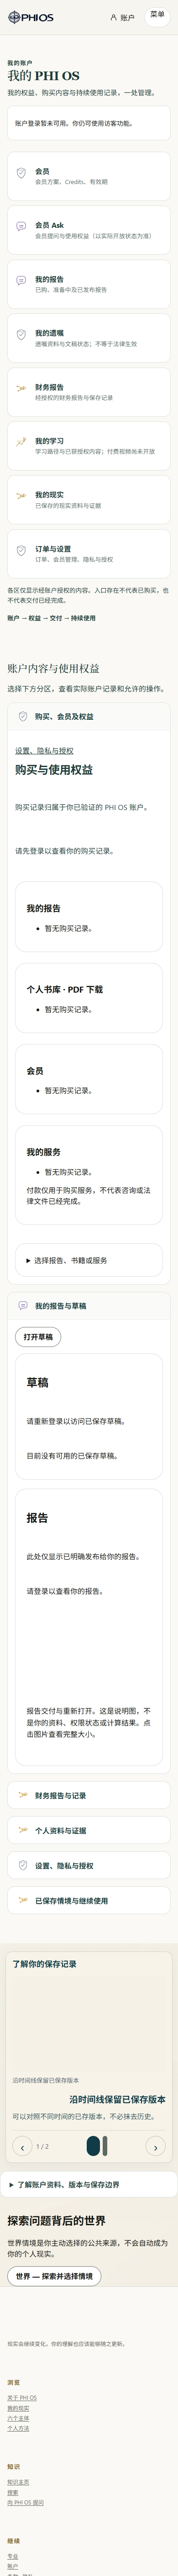 PHIOS
账户
菜单
我的账户
我的 PHI OS
我的权益、购买内容与持续使用记录，一处管理。
账户登录暂未可用。你仍可使用访客功能。
会员
会员方案、Credits、有效期
会员 Ask
会员提问与使用权益（以实际开放状态为准）
我的报告
已购、准备中及已发布报告
我的遗嘱
遗嘱资料与文稿状态；不等于法律生效
财务报告
经授权的财务报告与保存记录
我的学习
学习路径与已获授权内容；付费视频尚未开放
我的现实
已保存的现实资料与证据
订单与设置
订单、会员管理、隐私与授权
各区仅显示经账户授权的内容。入口存在不代表已购买，也
不代表交付已经完成。
账户 → 权益 → 交付 → 持续使用
账户内容与使用权益
选择下方分区，查看实际账户记录和允许的操作。
购买、会员及权益
设置、隐私与授权
购买与使用权益
购买记录归属于你已验证的 PHI OS 账户。
请先登录以查看你的购买记录。
我的报告
• 暂无购买记录。
个人书库 · PDF 下载
• 暂无购买记录。
会员
• 暂无购买记录。
我的服务
• 暂无购买记录。
付款仅用于购买服务，不代表咨询或法
律文件已经完成。
▶ 选择报告、书籍或服务
我的报告与草稿
打开草稿
草稿
请重新登录以访问已保存草稿。
目前没有可用的已保存草稿。
报告
此处仅显示已明确发布给你的报告。
请登录以查看你的报告。
报告交付与重新打开。这是说明图，不
是你的资料、权限状态或计算结果。点
击图片查看完整大小。
财务报告与记录
个人资料与证据
设置、隐私与授权
已保存情境与继续使用
了解你的保存记录
沿时间线保留已保存版本
沿时间线保留已保存版本
可以对照不同时间的已存版本，不必抹去历史。
‹ 1 / 2 ›
▶ 了解账户资料、版本与保存边界
探索问题背后的世界
世界情境是你主动选择的公共来源，不会自动成为
你的个人现实。
世界 — 探索并选择情境
现实会继续变化，你的理解也应该能够随之更新。
浏览
关于 PHI OS
我的现实
六个主体
个人方法
知识
知识主页
搜索
向 PHI OS 提问
继续
专业
账户